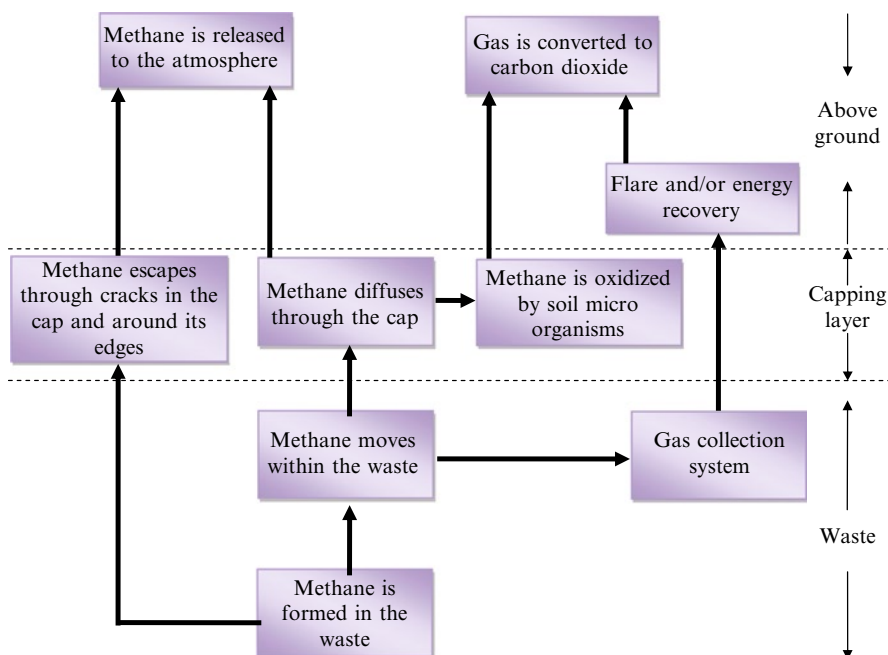 Methane is released
to the atmosphere
Gas is converted to
carbon dioxide
Above
ground
Flare and/or energy
recovery
Methane escapes
through cracks in the
cap and around its
edges
Methane diffuses
through the cap
Methane is oxidized
by soil micro
organisms
Capping
layer
Methane moves
within the waste
Gas collection
system
Waste
Methane is
formed in the
waste